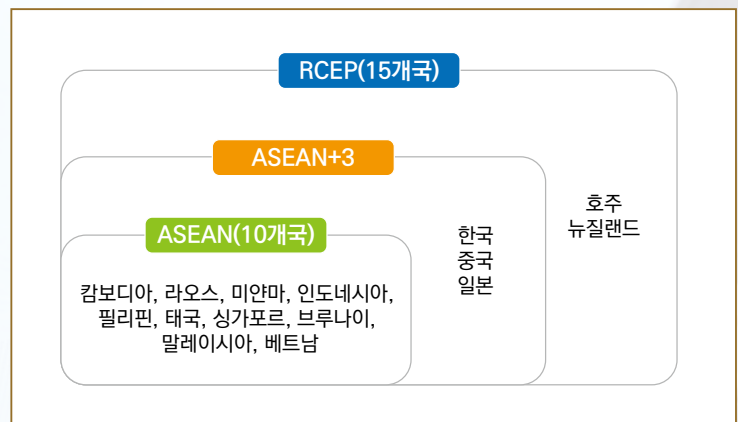 RCEP(15개국)
ASEAN+3
ASEAN(10개국)
캄보디아, 라오스, 미얀마, 인도네시아,
필리핀, 태국, 싱가포르, 브루나이,
말레이시아, 베트남
한국
중국
일본
호주
뉴질랜드